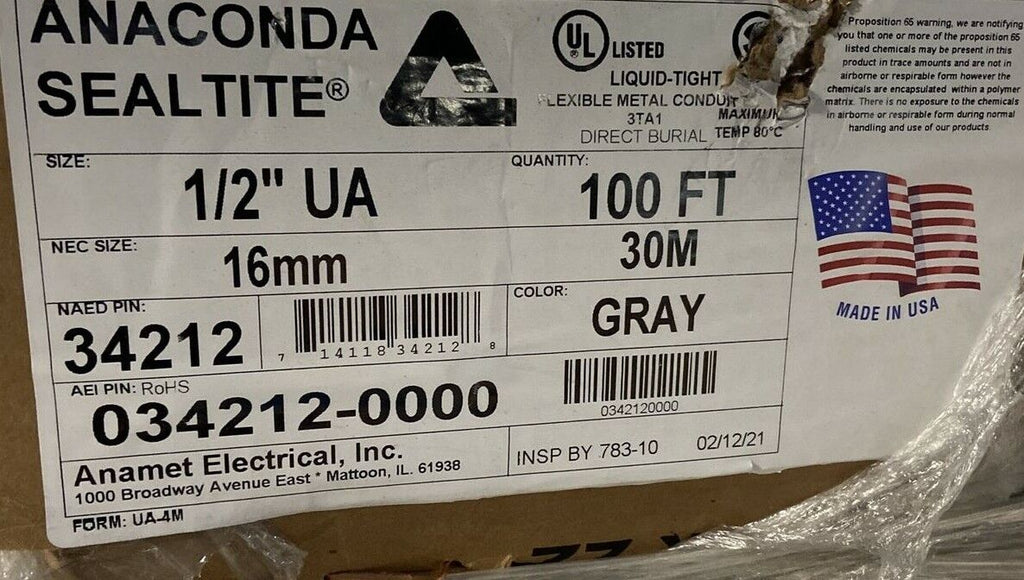 ANACONDA
SEALTITE®
UL ® LISTED
LIQUID-TIGHT
FLEXIBLE METAL CONDUIT
3TA1
DIRECT BURIAL
MAXIMUM
TEMP 80°C
Proposition 65 warning, we are notifying
you that one or more of the proposition 65
listed chemicals may be present in this
product in trace amounts and are not in
airborne or respirable form however the
chemicals are encapsulated within a polymer
matrix. There is no exposure to the chemicals
in airborne or respirable form during normal
handling and use of our products
SIZE:
1/2" UA
QUANTITY:
100 FT
NEC SIZE:
16mm
30M
MADE IN USA
NAED PIN:
34212
7 14118 34212 8
COLOR:
GRAY
AEI PIN: RoHS
034212-0000
0342120000
Anamet Electrical, Inc.
1000 Broadway Avenue East * Mattoon, IL. 61938
INSP BY 783-10 02/12/21
FORM: UA-4M